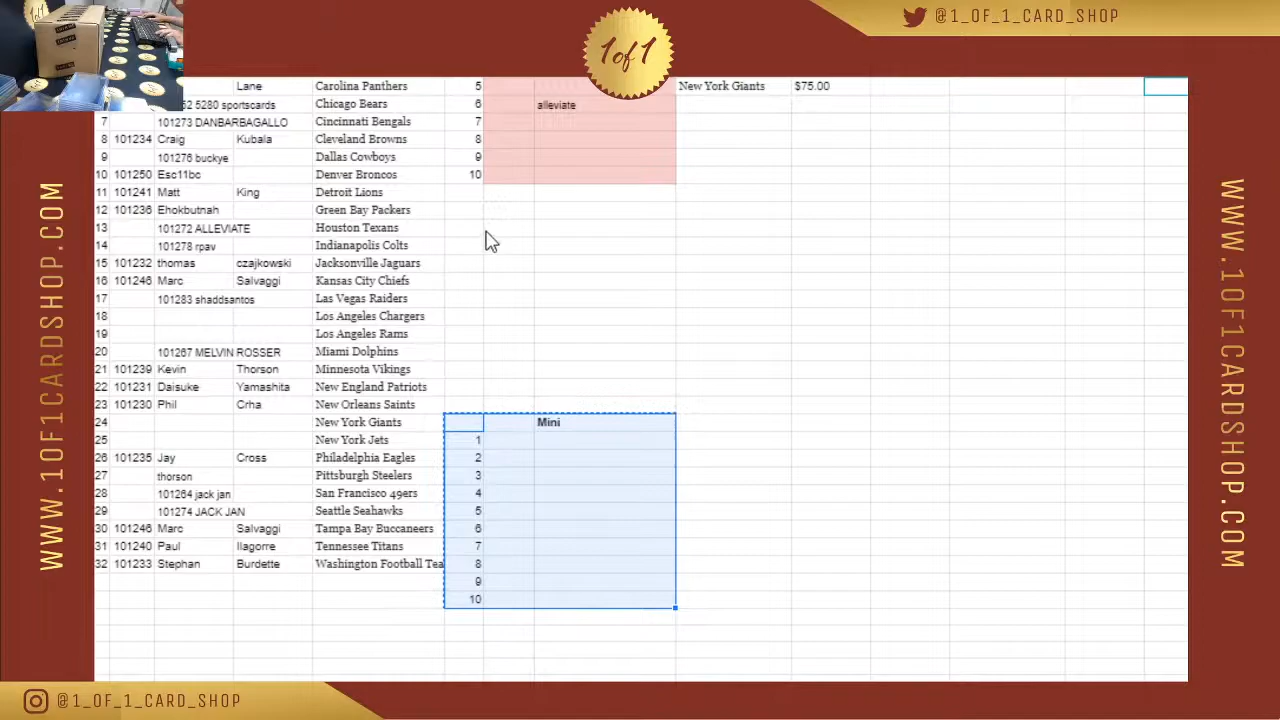 1of1
@1_OF_1_CARD_SHOP
WWW.1OF1CARDSHOP.COM
Lane Carolina Panthers 5 New York Giants $75.00
5280 sportscards Chicago Bears 6 alleviate
7 101273 DANBARBAGALLO Cincinnati Bengals 7
8 101234 Craig Kubala Cleveland Browns 8
9 101276 buckye Dallas Cowboys 9
10 101250 Esc11bc Denver Broncos 10
11 101241 Matt King Detroit Lions
12 101236 Ehokbutnah Green Bay Packers
13 101272 ALLEVIATE Houston Texans
14 101278 rpav Indianapolis Colts
15 101232 thomas czajkowski Jacksonville Jaguars
16 101246 Marc Salvaggi Kansas City Chiefs
17 101283 shaddsantos Las Vegas Raiders
18 Los Angeles Chargers
19 Los Angeles Rams
20 101267 MELVIN ROSSER Miami Dolphins
21 101239 Kevin Thorson Minnesota Vikings
22 101231 Daisuke Yamashita New England Patriots
23 101230 Phil Crha New Orleans Saints
24 New York Giants Mini
25 New York Jets 1
26 101235 Jay Cross Philadelphia Eagles 2
27 thorson Pittsburgh Steelers 3
28 101264 jack jan San Francisco 49ers 4
29 101274 JACK JAN Seattle Seahawks 5
30 101246 Marc Salvaggi Tampa Bay Buccaneers 6
31 101240 Paul Ilagorre Tennessee Titans 7
32 101233 Stephan Burdette Washington Football Tea 8
9
10
WWW.1OF1CARDSHOP.COM
@1_OF_1_CARD_SHOP